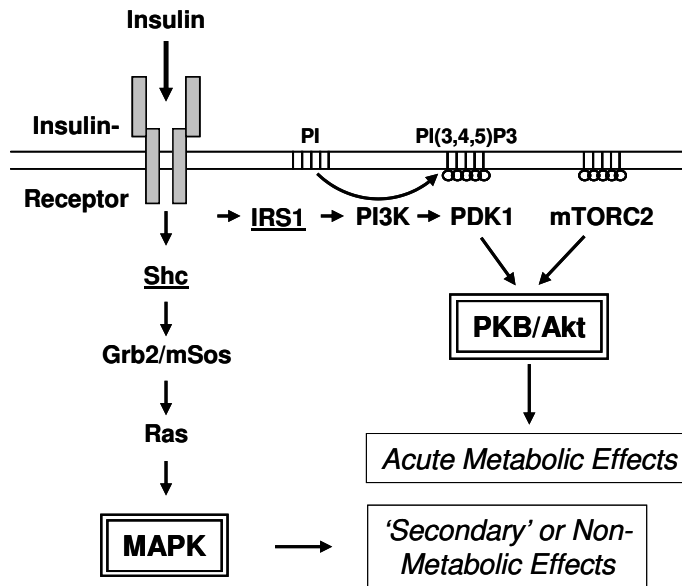 Insulin
Insulin-
Receptor
PI
PI(3,4,5)P3
IRS1
PI3K
PDK1
mTORC2
Shc
Grb2/mSos
Ras
MAPK
PKB/Akt
Acute Metabolic Effects
‘Secondary’ or Non-
Metabolic Effects